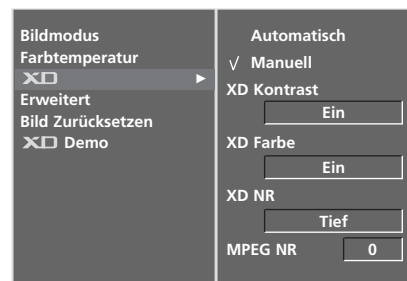 Bildmodus
Farbtemperatur
XD ►
Erweitert
Bild Zurücksetzen
XD Demo
Automatisch
√ Manuell
XD Kontrast
Ein
XD Farbe
Ein
XD NR
Tief
MPEG NR 0